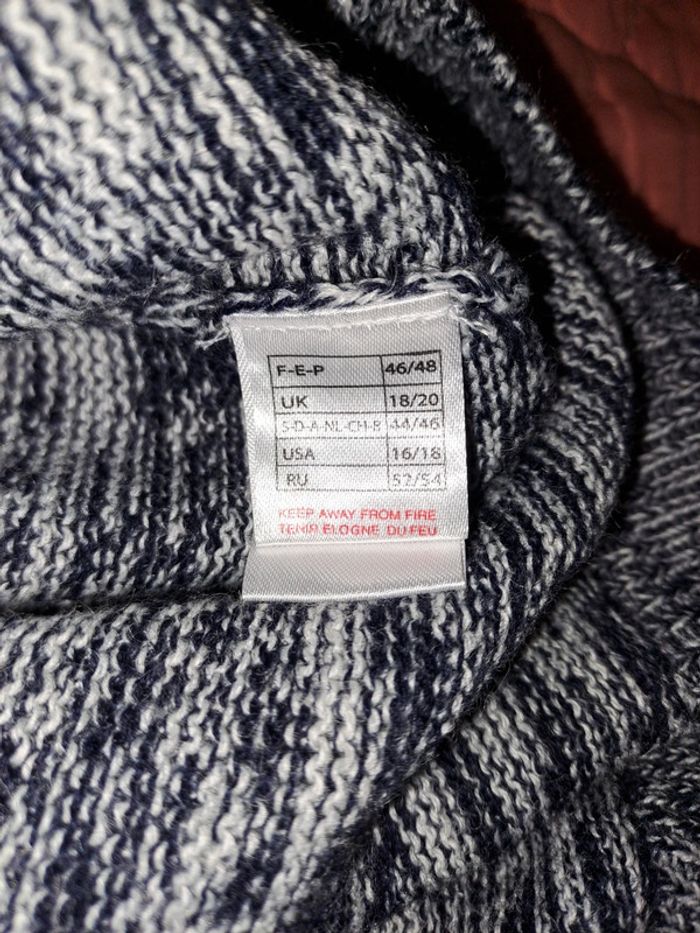 F-E-P 46/48
UK 18/20
S-D-A-NL-CH-B 44/46
USA 16/18
RU 52/54
KEEP AWAY FROM FIRE
TENIR ELOGNE DU FEU